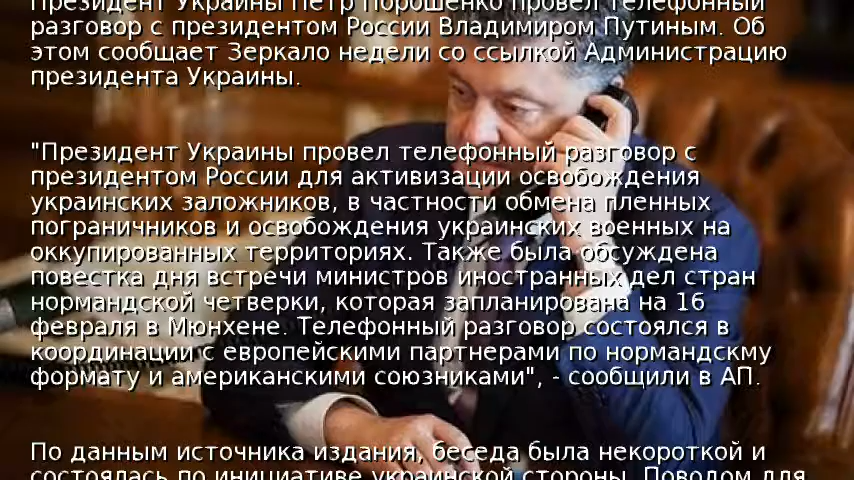 Президент Украины Петр Порошенко провел телефонный
разговор с президентом России Владимиром Путиным. Об
этом сообщает Зеркало недели со ссылкой Администрацию
президента Украины.
"Президент Украины провел телефонный разговор с
президентом России для активизации освобождения
украинских заложников, в частности обмена пленных
пограничников и освобождения украинских военных на
оккупированных территориях. Также была обсуждена
повестка дня встречи министров иностранных дел стран
нормандской четверки, которая запланирована на 16
февраля в Мюнхене. Телефонный разговор состоялся в
координации с европейскими партнерами по нормандскму
формату и американскими союзниками", - сообщили в АП.
По данным источника издания, беседа была некороткой и
состоялась по инициативе украинской стороны. Поводом для